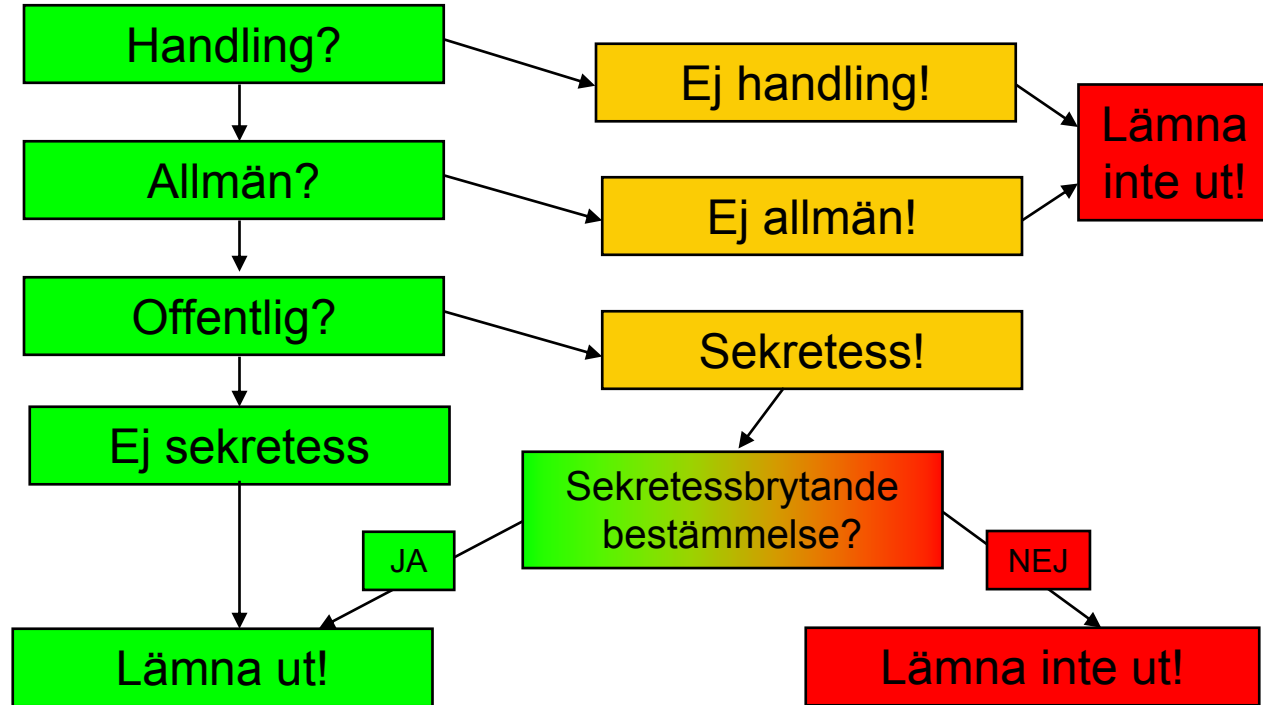 Handling?
Ej handling!
Lämna
inte ut!
Allmän?
Ej allmän!
Offentlig?
Sekretess!
Ej sekretess
Sekretessbrytande
bestämmelse?
JA
NEJ
Lämna ut!
Lämna inte ut!